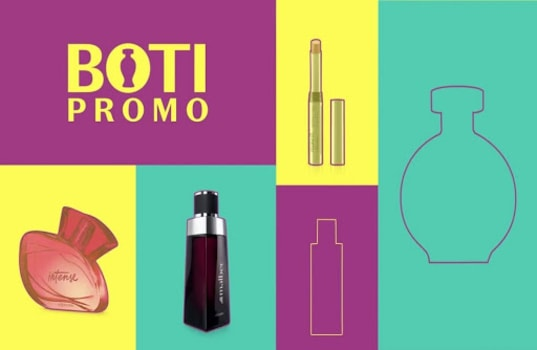 BOTI
PROMO
intense
malbec